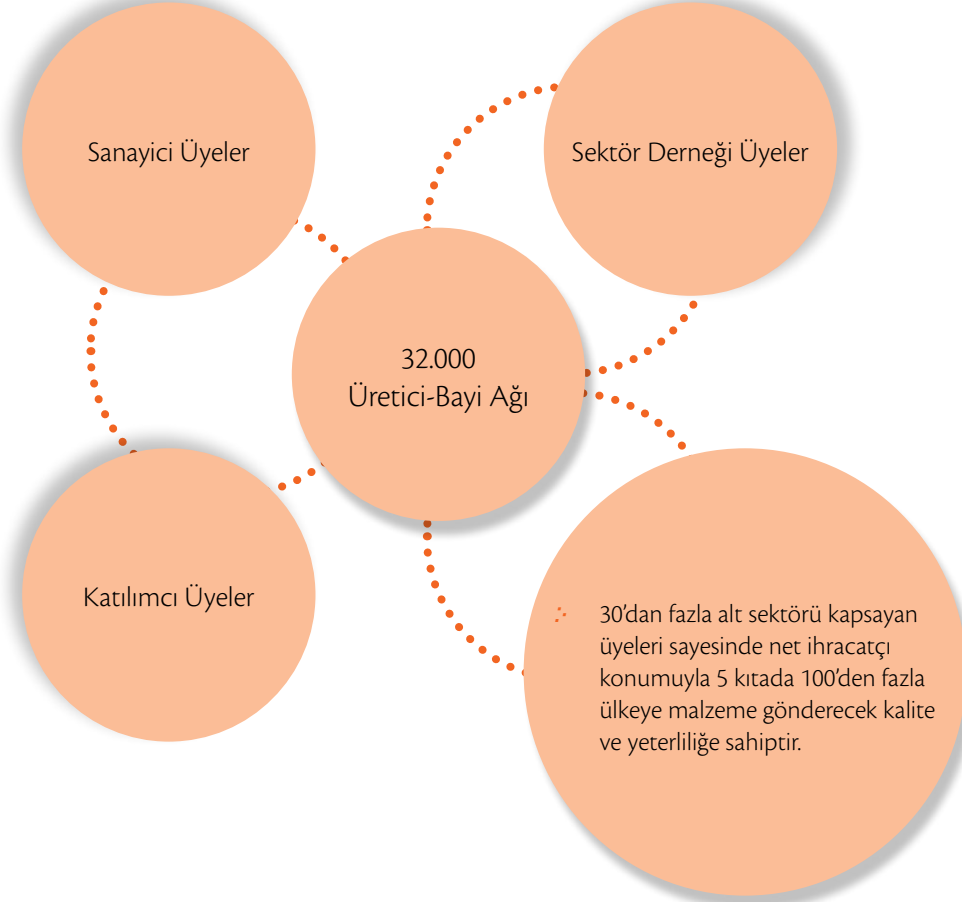 Sanayici Üyeler
Sektör Derneği Üyeler
32.000
Üretici-Bayi Ağı
Katılımcı Üyeler
30’dan fazla alt sektörü kapsayan
üyeleri sayesinde net ihracatçı
konumuyla 5 kıtada 100’den fazla
ülkeye malzeme gönderecek kalite
ve yeterliliğe sahiptir.